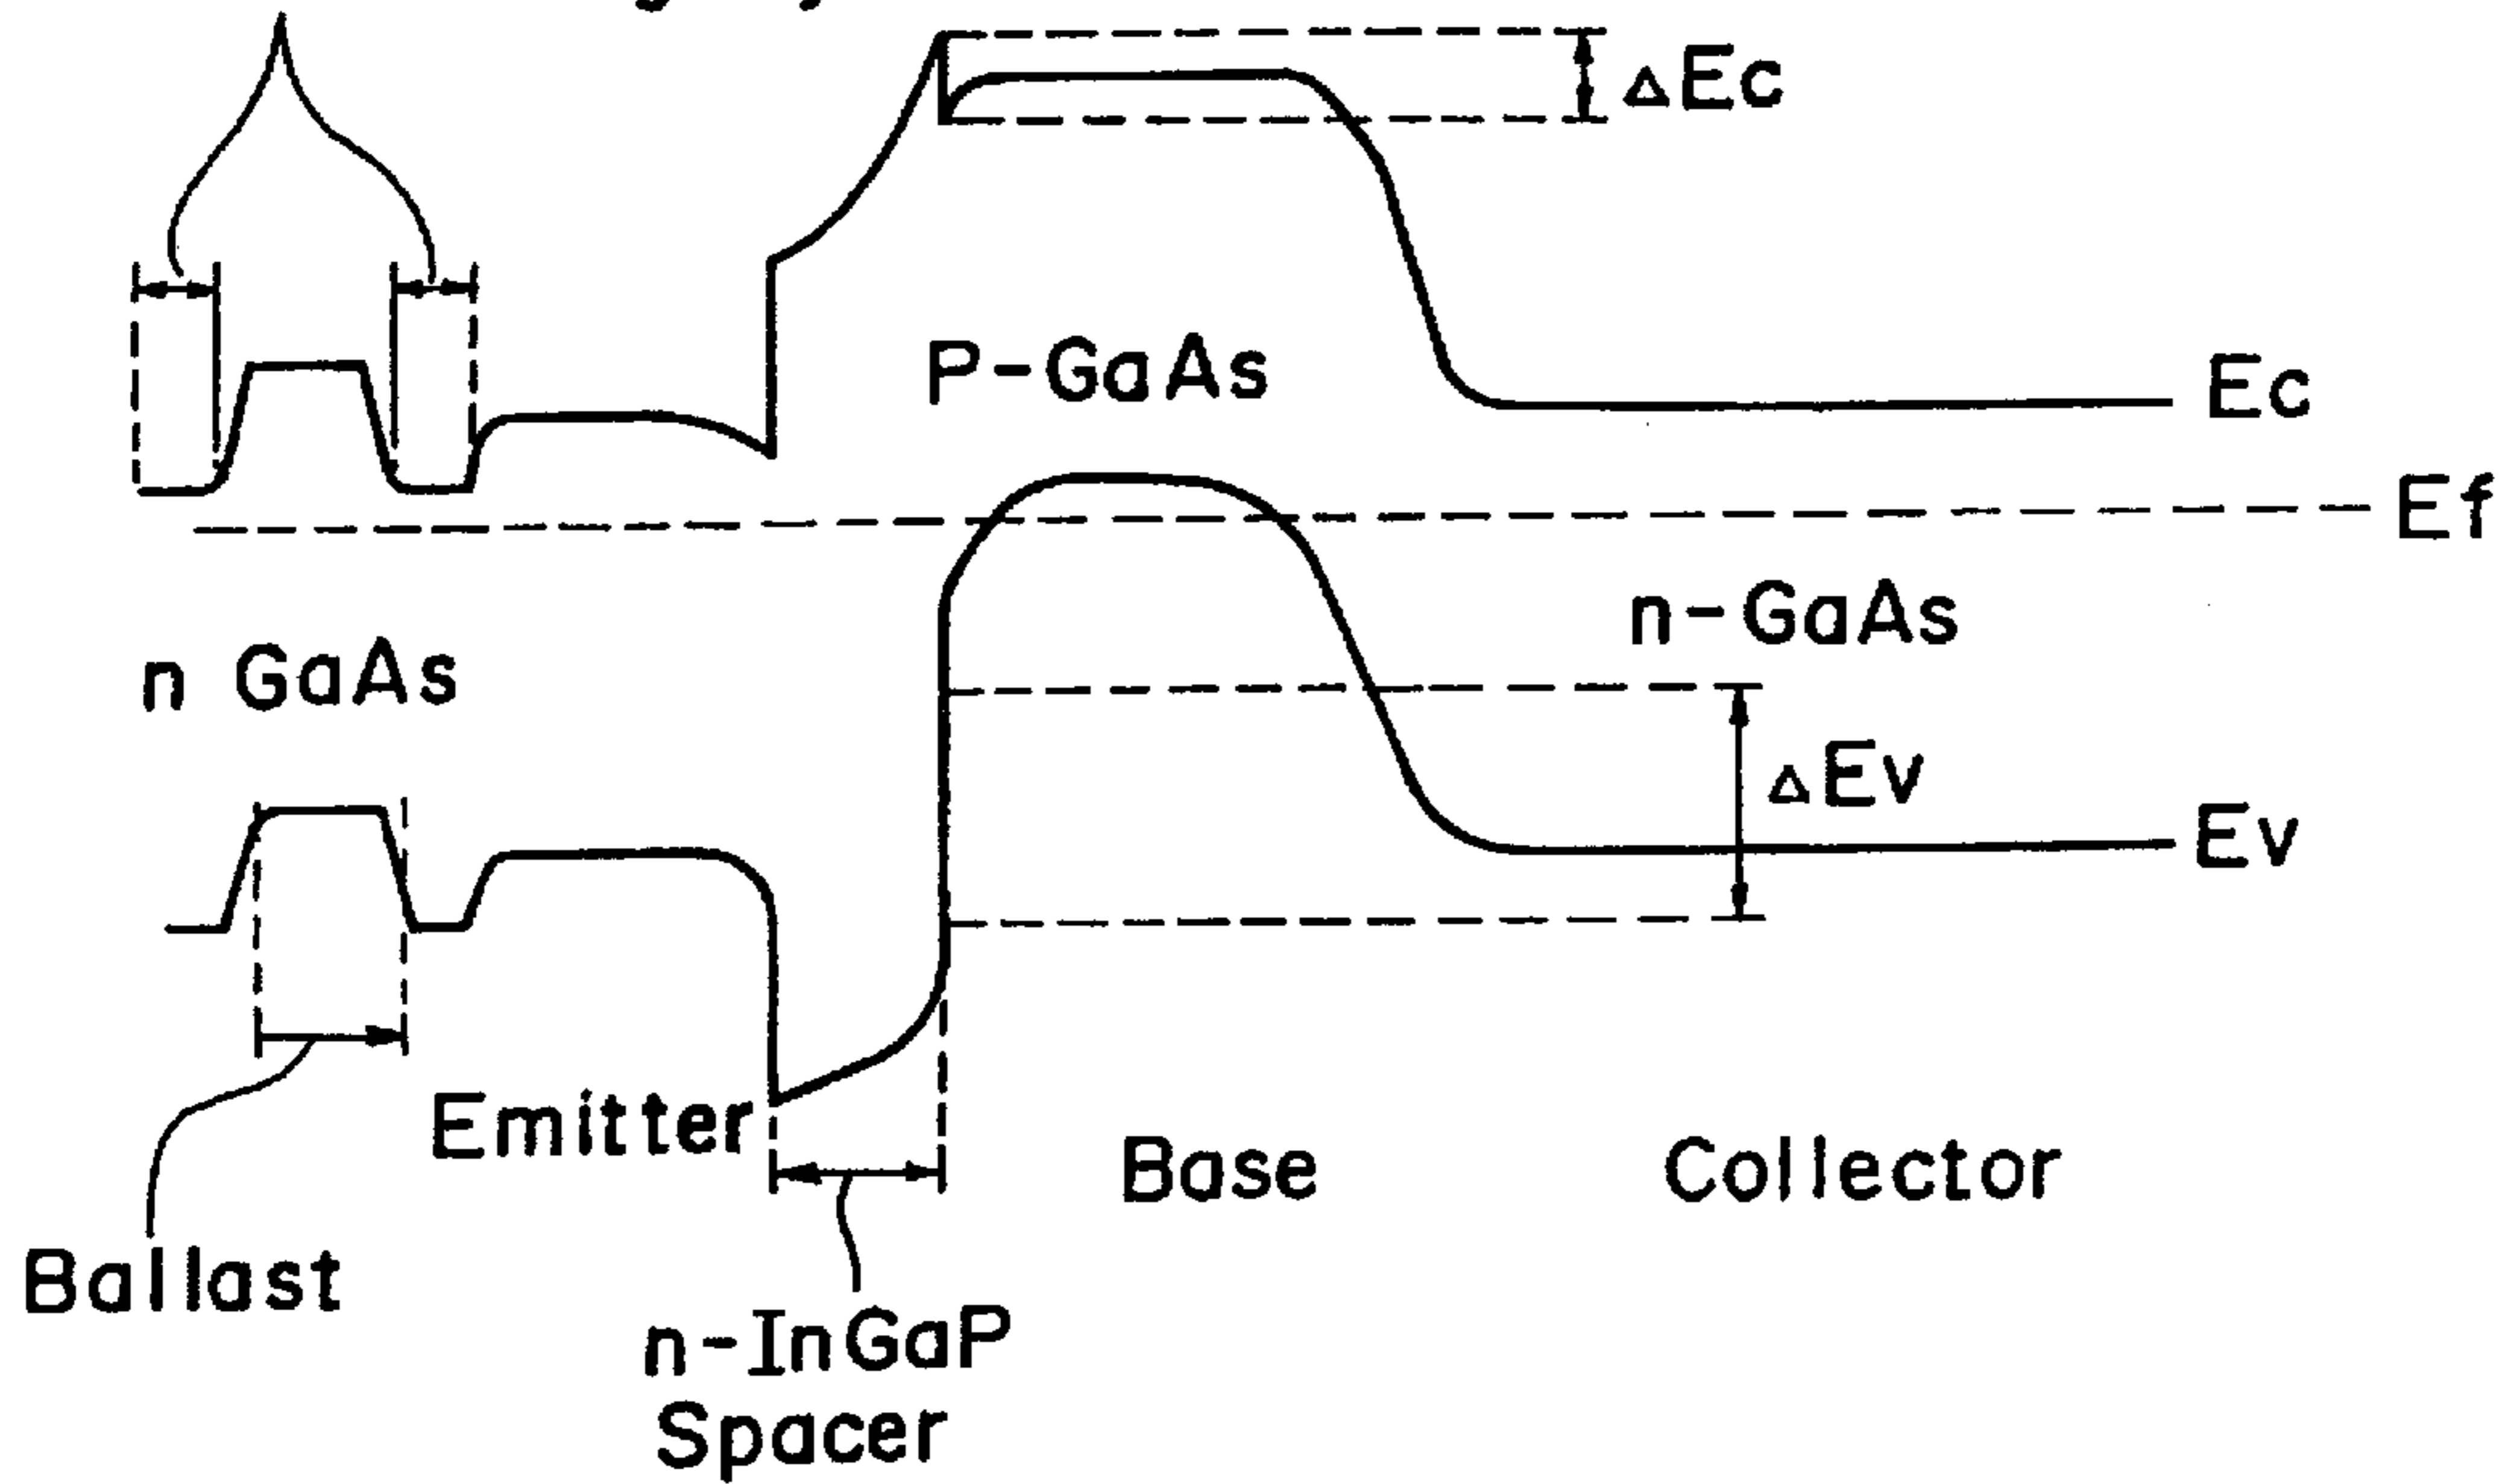 ΔEc
P-GaAs
Ec
Ef
n-GaAs
n GaAs
ΔEv
Ev
Emitter
Base
Collector
Ballast
n-InGaP
Spacer